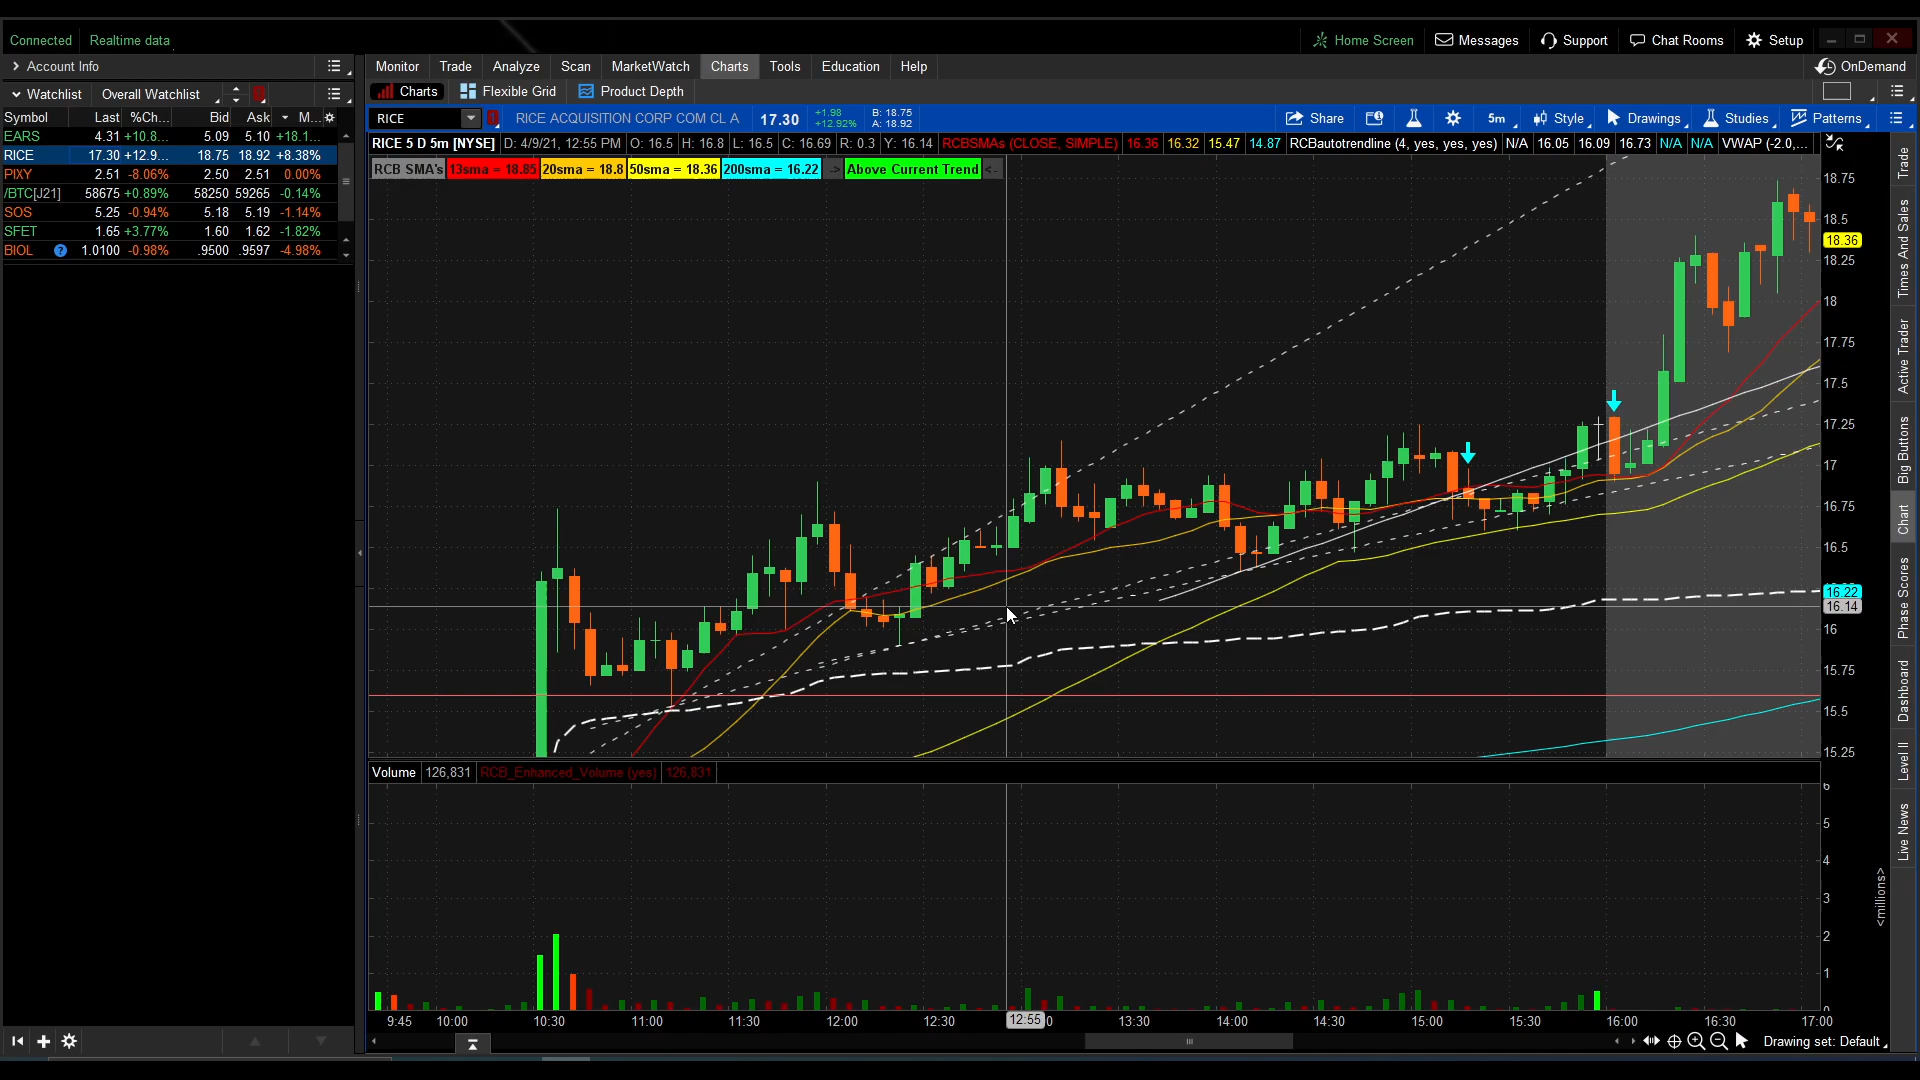 Connected Realtime data Home Screen Messages Support Chat Rooms Setup
Account Info Monitor Trade Analyze Scan MarketWatch Charts Tools Education Help OnDemand
Watchlist Overall Watchlist Charts Flexible Grid Product Depth
Symbol Last %Ch... Bid Ask M...
EARS 4.31 +10.8... 5.09 5.10 +18.1...
RICE 17.30 +12.9... 18.75 18.92 +8.38%
PIXY 2.51 -8.06% 2.50 2.51 0.00%
/BTC[J21] 58675 +0.89% 58250 59265 -0.14%
SOS 5.25 -0.94% 5.18 5.19 -1.14%
SFET 1.65 +3.77% 1.60 1.62 -1.82%
BIOL ? 1.0100 -0.98% .9500 .9597 -4.98%
RICE RICE ACQUISITION CORP COM CL A 17.30 +1.98 +12.92% B: 18.75 A: 18.92 Share 5m Style Drawings Studies Patterns
RICE 5 D 5m [NYSE] D: 4/9/21, 12:55 PM O: 16.5 H: 16.8 L: 16.5 C: 16.69 R: 0.3 Y: 16.14 RCBSMAs (CLOSE, SIMPLE) 16.36 16.32 15.47 14.87 RCBautotrendline (4, yes, yes, yes) N/A 16.05 16.09 16.73 N/A N/A VWAP (-2.0,...
RCB SMA's 13sma = 18.85 20sma = 18.8 50sma = 18.36 200sma = 16.22 -> Above Current Trend <-
18.75
18.5
18.36
18.25
18
17.75
17.5
17.25
17
16.75
16.5
16.22
16.14
16
15.75
15.5
15.25
Volume 126,831 RCB_Enhanced_Volume (yes) 126,831
6
5
4
3
2
1
<millions>
9:45 10:00 10:30 11:00 11:30 12:00 12:30 12:55 0 13:30 14:00 14:30 15:00 15:30 16:00 16:30 17:00
Drawing set: Default
Trade
Times And Sales
Active Trader
Big Buttons
Chart
Phase Scores
Dashboard
Level II
Live News